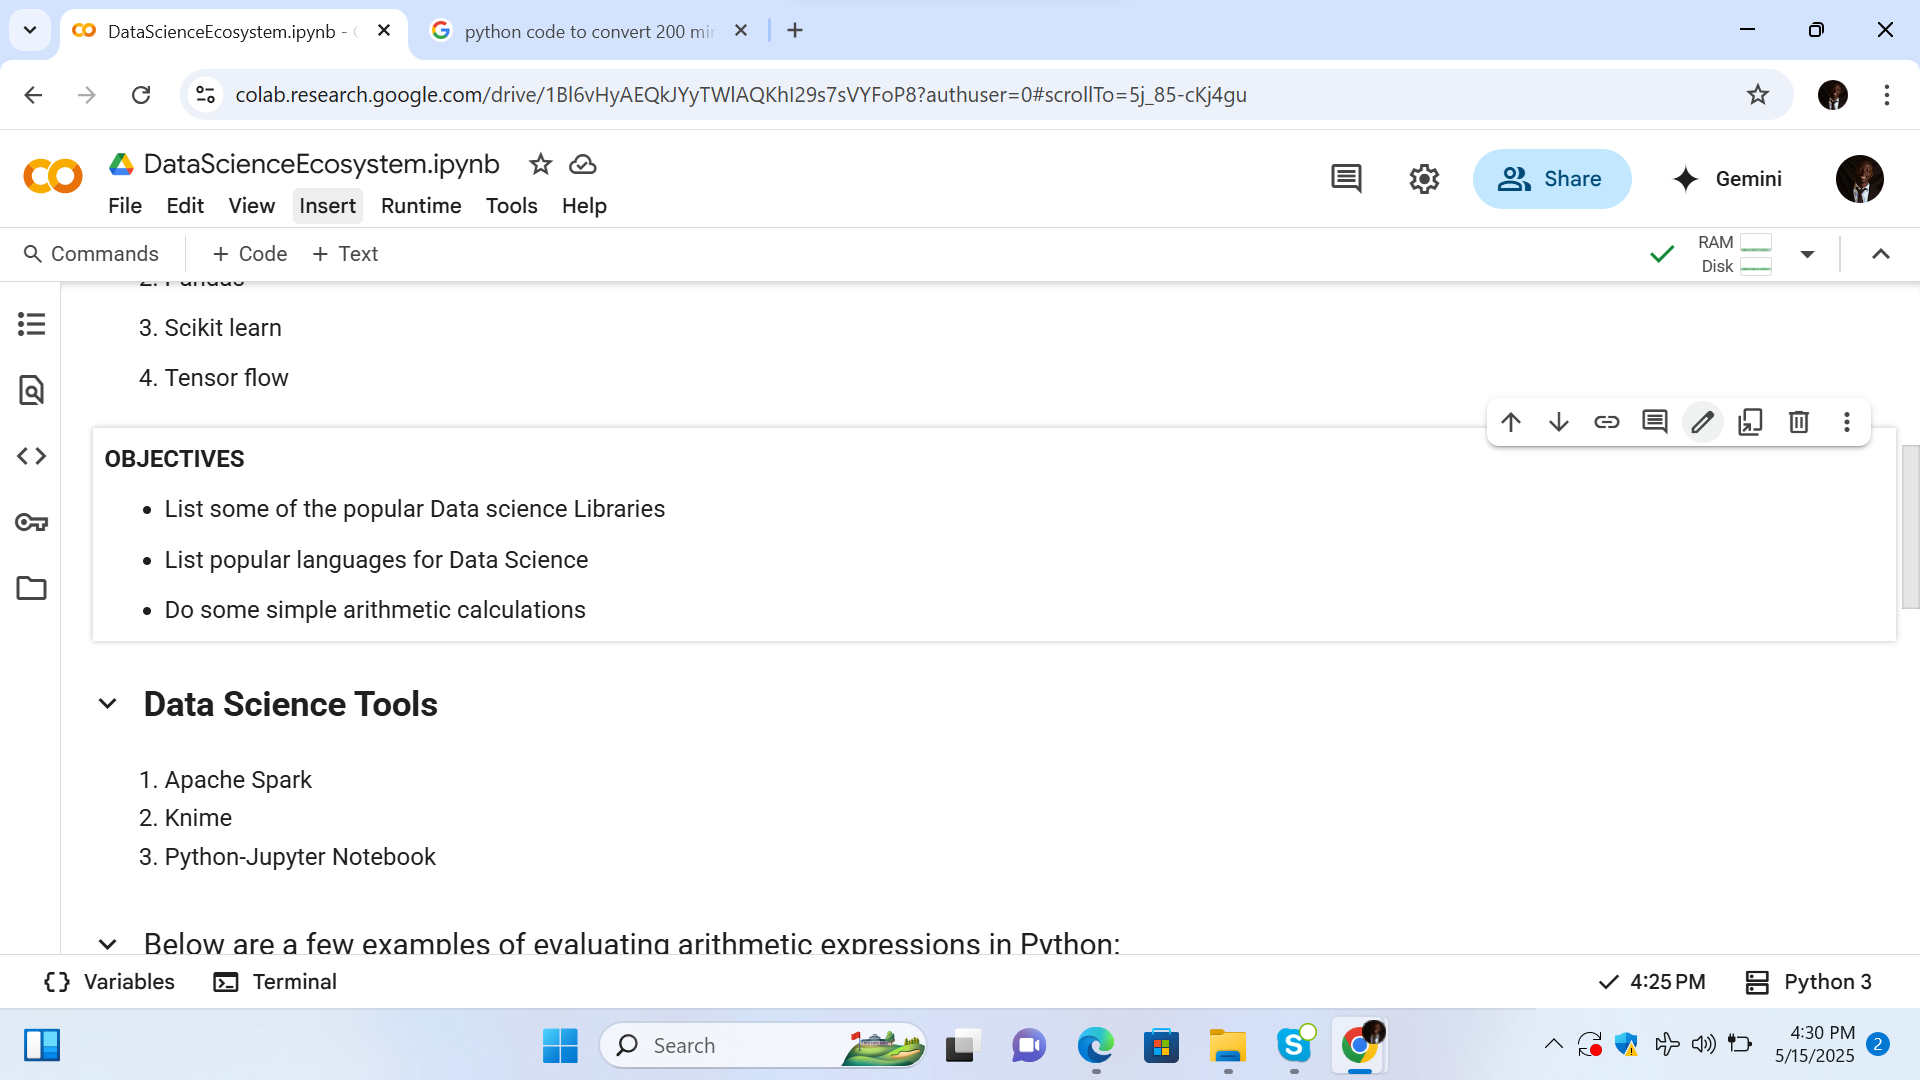 DataScienceEcosystem.ipynb -
python code to convert 200 mi
colab.research.google.com/drive/1Bl6vHyAEQkJYyTWlAQKhI29s7sVYFoP8?authuser=0#scrollTo=5j_85-cKj4gu
DataScienceEcosystem.ipynb
File Edit View Insert Runtime Tools Help
Share
Gemini
Commands + Code + Text
RAM
Disk
2. Pandas
3. Scikit learn
4. Tensor flow
OBJECTIVES
• List some of the popular Data science Libraries
• List popular languages for Data Science
• Do some simple arithmetic calculations
Data Science Tools
1. Apache Spark
2. Knime
3. Python-Jupyter Notebook
Below are a few examples of evaluating arithmetic expressions in Python:
Variables Terminal
4:25 PM Python 3
Search
4:30 PM
5/15/2025
2